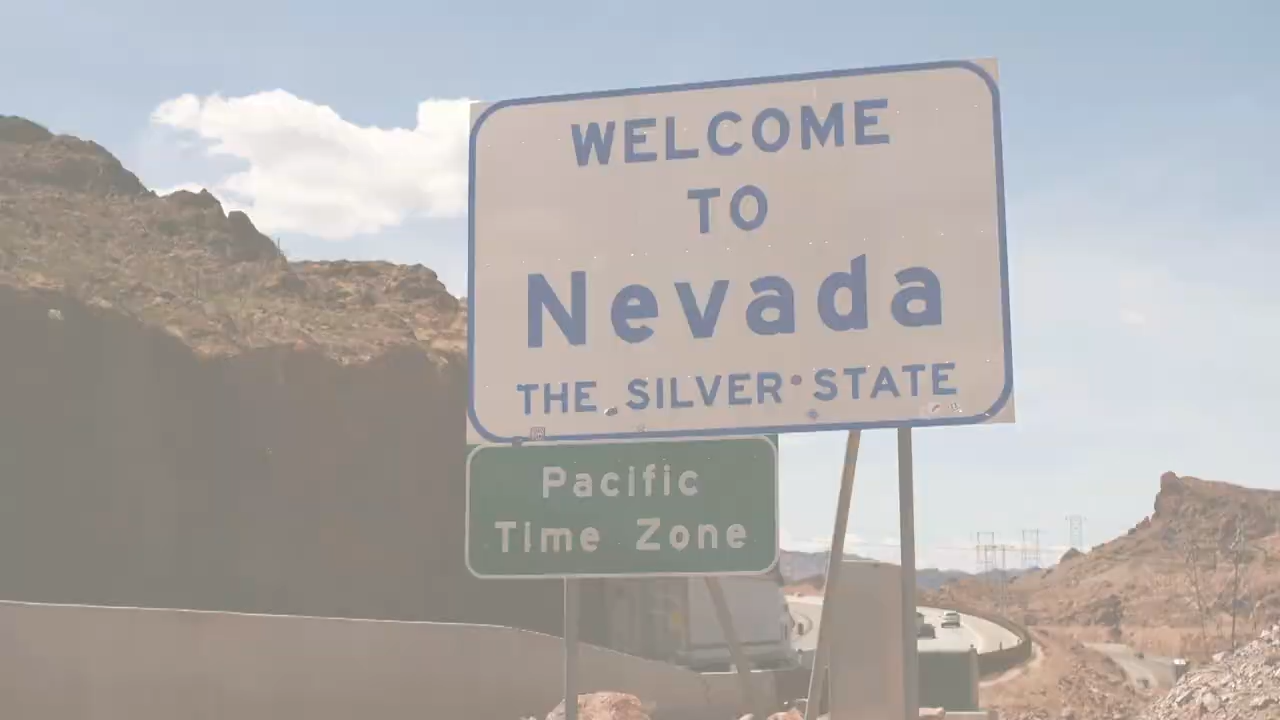 WELCOME
TO
Nevada
THE SILVER STATE
Pacific
Time Zone